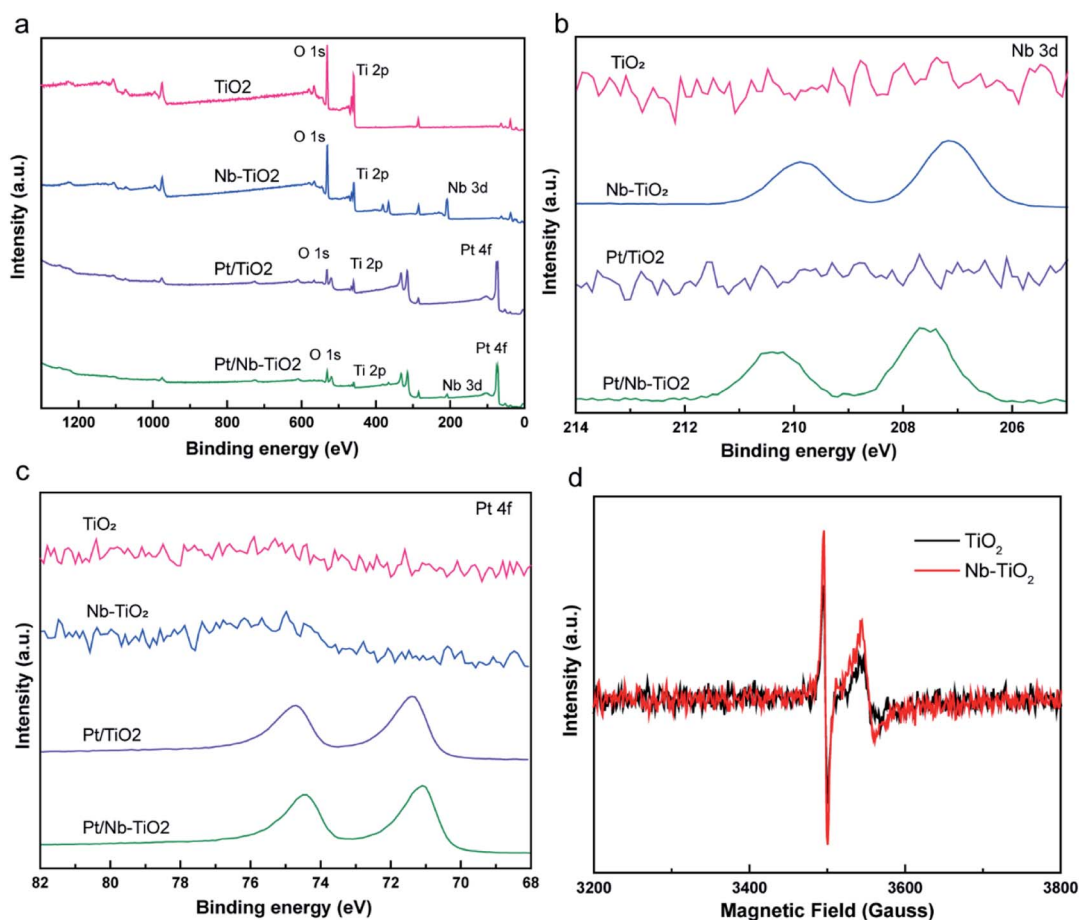 a
O 1s
Ti 2p
TiO2
O 1s
Ti 2p
Nb 3d
Nb-TiO2
O 1s
Ti 2p
Pt 4f
Pt/TiO2
O 1s
Ti 2p
Nb 3d
Pt 4f
Pt/Nb-TiO2
Intensity (a.u.)
1200 1000 800 600 400 200 0
Binding energy (eV)
b
Nb 3d
TiO₂
Nb-TiO₂
Pt/TiO2
Pt/Nb-TiO2
Intensity (a.u.)
214 212 210 208 206
Binding energy (eV)
c
Pt 4f
TiO₂
Nb-TiO₂
Pt/TiO2
Pt/Nb-TiO2
Intensity (a.u.)
82 80 78 76 74 72 70 68
Binding energy (eV)
d
TiO₂
Nb-TiO₂
Intensity (a.u.)
3200 3400 3600 3800
Magnetic Field (Gauss)